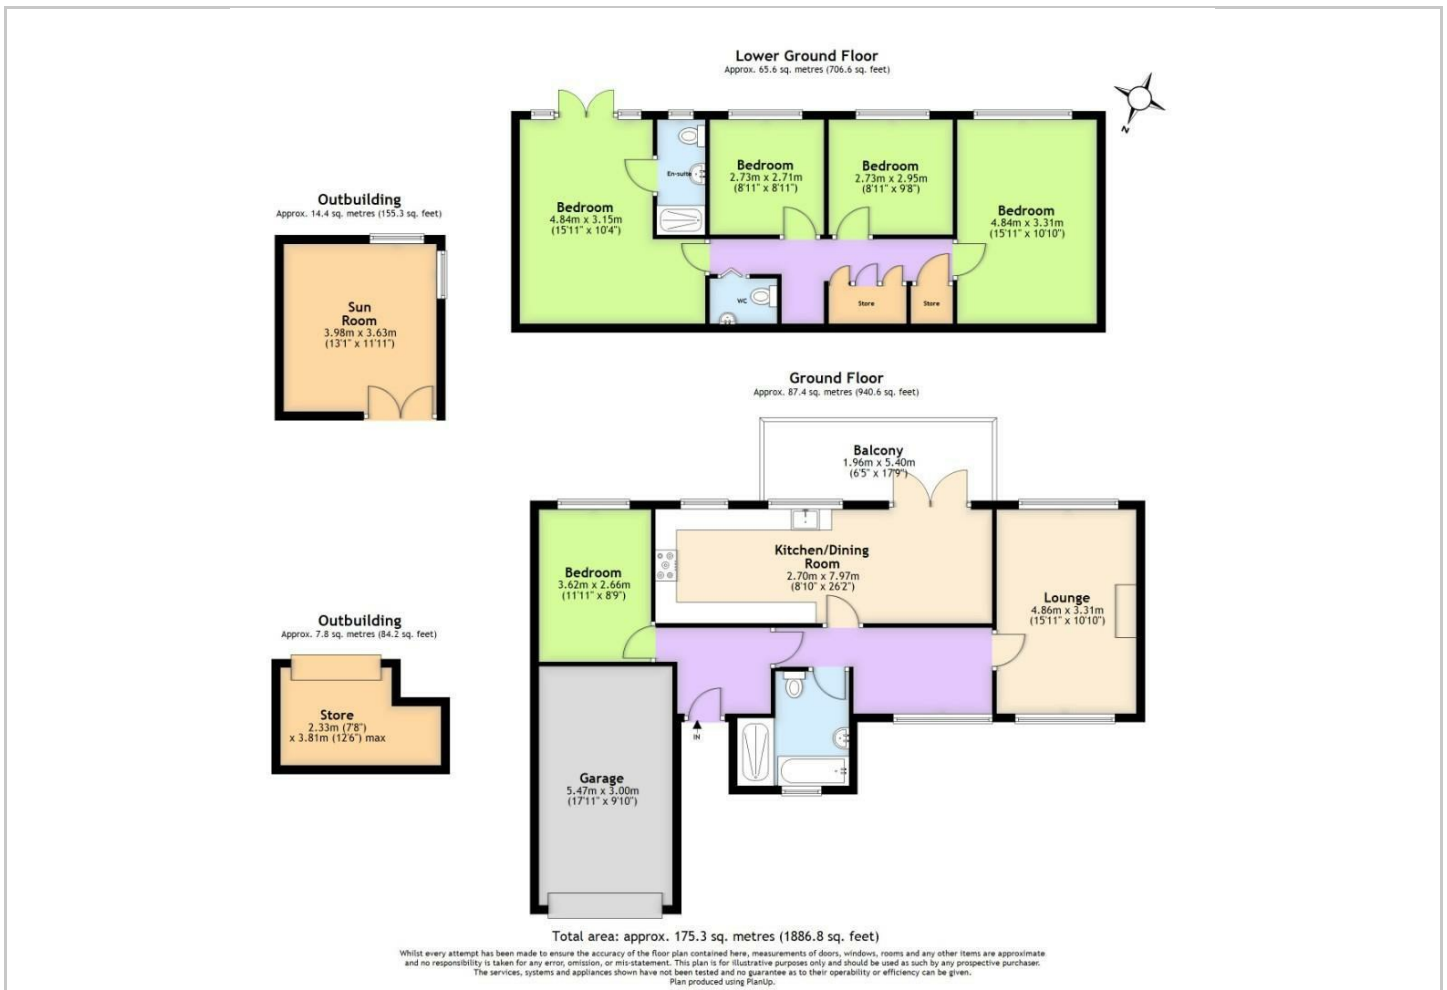 Lower Ground Floor
Approx. 65.6 sq. metres (706.6 sq. feet)
N
Bedroom
4.84m x 3.15m
(15'11" x 10'4")
En-suite
Bedroom
2.73m x 2.71m
(8'11" x 8'11")
Bedroom
2.73m x 2.95m
(8'11" x 9'8")
Bedroom
4.84m x 3.31m
(15'11" x 10'10")
WC
Store
Store
Outbuilding
Approx. 14.4 sq. metres (155.3 sq. feet)
Sun
Room
3.98m x 3.63m
(13'1" x 11'11")
Ground Floor
Approx. 87.4 sq. metres (940.6 sq. feet)
Balcony
1.96m x 5.40m
(6'5" x 17'9")
Bedroom
3.62m x 2.66m
(11'11" x 8'9")
Kitchen/Dining
Room
2.70m x 7.97m
(8'10" x 26'2")
Lounge
4.86m x 3.31m
(15'11" x 10'10")
IN
Garage
5.47m x 3.00m
(17'11" x 9'10")
Outbuilding
Approx. 7.8 sq. metres (84.2 sq. feet)
Store
2.33m (7'8")
x 3.81m (12'6") max
Total area: approx. 175.3 sq. metres (1886.8 sq. feet)
Whilst every attempt has been made to ensure the accuracy of the floor plan contained here, measurements of doors, windows, rooms and any other items are approximate
and no responsibility is taken for any error, omission, or mis-statement. This plan is for illustrative purposes only and should be used as such by any prospective purchaser.
The services, systems and appliances shown have not been tested and no guarantee as to their operability or efficiency can be given.
Plan produced using PlanUp.